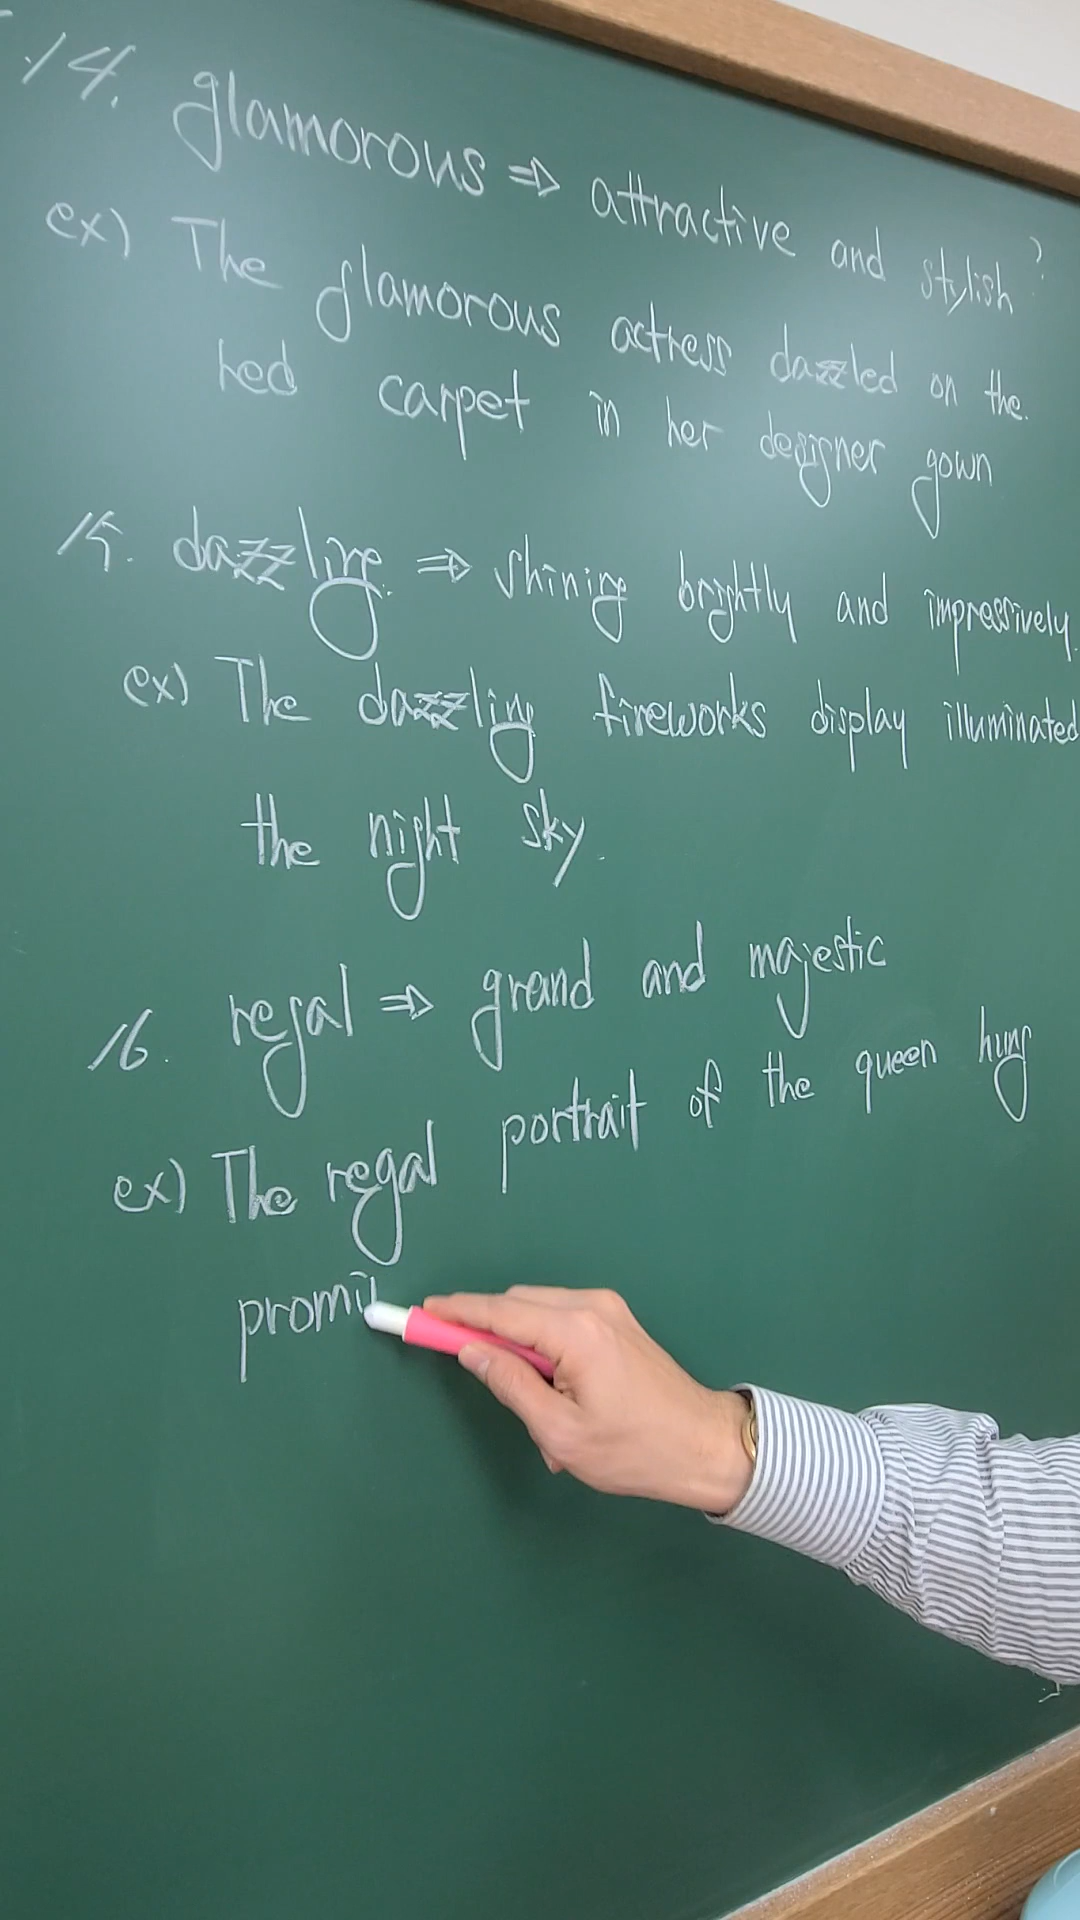 14. glamorous ⇒ attractive and stylish
ex) The glamorous actress dazzled on the
red carpet in her designer gown
15. dazzling ⇒ shining brightly and impressively.
ex) The dazzling fireworks display illuminated
the night sky.
16. regal ⇒ grand and majestic
ex) The regal portrait of the queen hung
promi